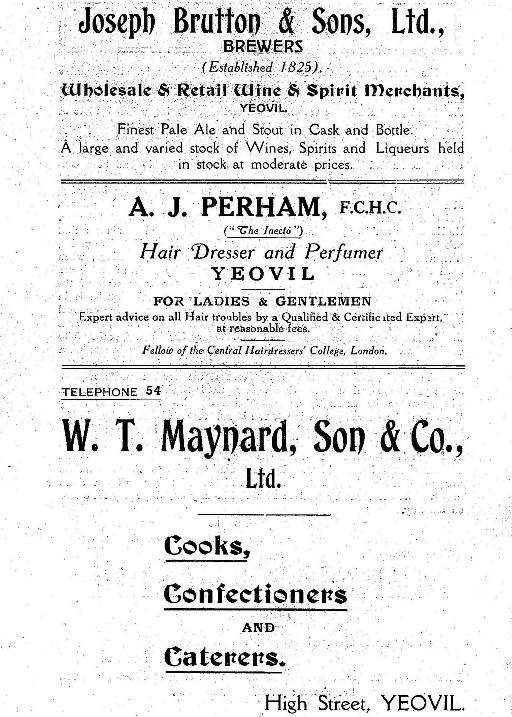 Joseph Brutton & Sons, Ltd.,
BREWERS
(Established 1825).
Wholesale & Retail Wine & Spirit Merchants,
YEOVIL.
Finest Pale Ale and Stout in Cask and Bottle.
A large and varied stock of Wines, Spirits and Liqueurs held
in stock at moderate prices.
A. J. PERHAM, F.C.H.C.
("The Inecto")
Hair Dresser and Perfumer
YEOVIL
FOR LADIES & GENTLEMEN
Expert advice on all Hair troubles by a Qualified & Certificated Expert,
at reasonable fees.
Fellow of the Central Hairdressers' College, London.
TELEPHONE 54
W. T. Maynard, Son & Co.,
Ltd.
Cooks,
Confectioners
AND
Caterers.
High Street, YEOVIL.